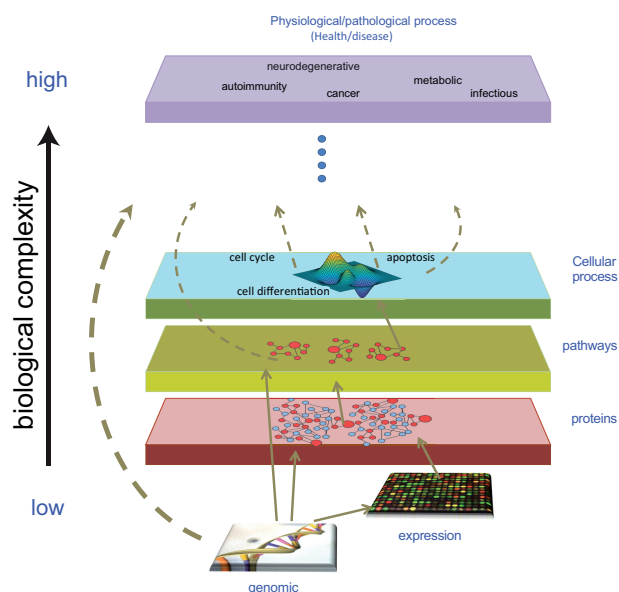 Physiological/pathological process
(Health/disease)
high
neurodegenerative
metabolic
autoimmunity
cancer
infectious
biological complexity
cell cycle
apoptosis
cell differentiation
Cellular
process
pathways
proteins
low
expression
genomic